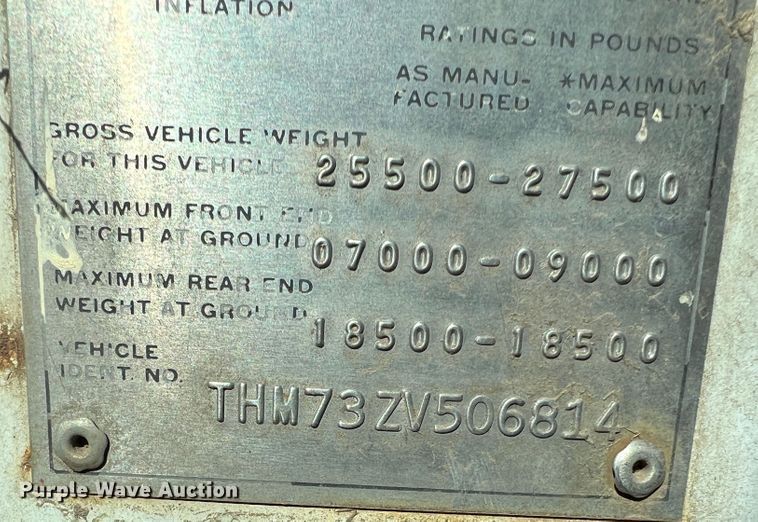 INFLATION
RATINGS IN POUNDS
AS MANU- *MAXIMUM
FACTURED CAPABILITY
GROSS VEHICLE WEIGHT
FOR THIS VEHICLE 25500-27500
MAXIMUM FRONT END
WEIGHT AT GROUND 07000-09000
MAXIMUM REAR END
WEIGHT AT GROUND 18500-18500
VEHICLE
IDENT. NO. THM73ZV506814
Purple Wave Auction